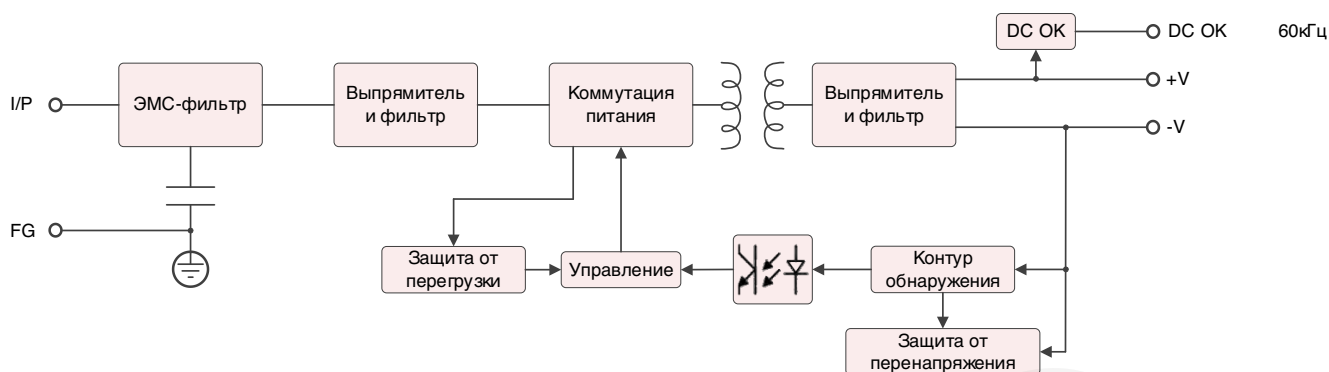 DC OK
DC OK
60кГц
I/P
ЭМС-фильтр
Выпрямитель
и фильтр
Коммутация
питания
Выпрямитель
и фильтр
+V
-V
FG
Защита от
перегрузки
Управление
Контур
обнаружения
Защита от
перенапряжения